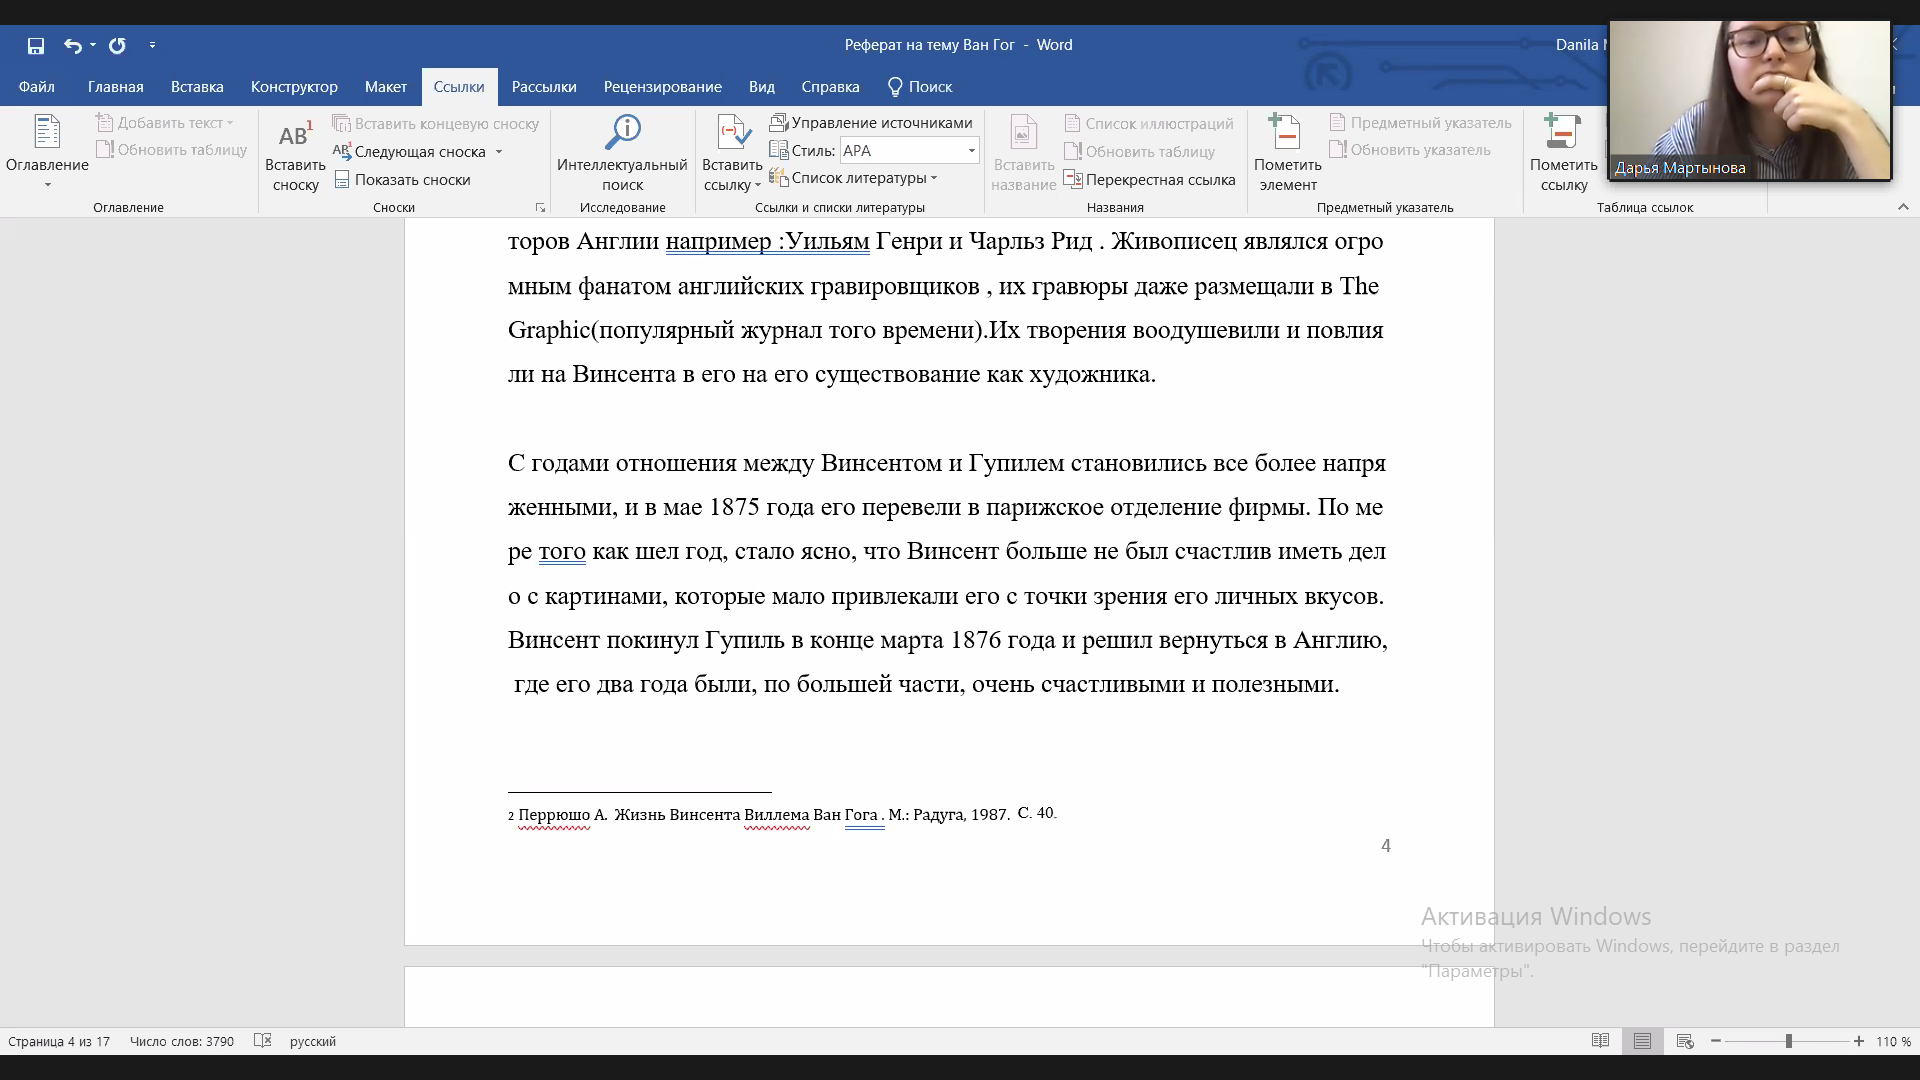 Реферат на тему Ван Гог - Word
Danila
Файл Главная Вставка Конструктор Макет Ссылки Рассылки Рецензирование Вид Справка Поиск
Оглавление
Добавить текст
Обновить таблицу
Оглавление
AB1
Вставить сноску
Вставить концевую сноску
Следующая сноска
Показать сноски
Сноски
Интеллектуальный поиск
Исследование
Вставить ссылку
Управление источниками
Стиль: APA
Список литературы
Ссылки и списки литературы
Вставить название
Список иллюстраций
Обновить таблицу
Перекрестная ссылка
Названия
Пометить элемент
Предметный указатель
Обновить указатель
Предметный указатель
Пометить ссылку
Таблица ссылок
Дарья Мартынова
торов Англии например :Уильям Генри и Чарльз Рид . Живописец являлся огро
мным фанатом английских гравировщиков , их гравюры даже размещали в The
Graphic(популярный журнал того времени).Их творения воодушевили и повлия
ли на Винсента в его на его существование как художника.
С годами отношения между Винсентом и Гупилем становились все более напря
женными, и в мае 1875 года его перевели в парижское отделение фирмы. По ме
ре того как шел год, стало ясно, что Винсент больше не был счастлив иметь дел
о с картинами, которые мало привлекали его с точки зрения его личных вкусов.
Винсент покинул Гупиль в конце марта 1876 года и решил вернуться в Англию,
где его два года были, по большей части, очень счастливыми и полезными.
2 Перрюшо А. Жизнь Винсента Виллема Ван Гога . М.: Радуга, 1987. С. 40.
4
Активация Windows
Чтобы активировать Windows, перейдите в раздел
"Параметры".
Страница 4 из 17 Число слов: 3790 русский 110 %